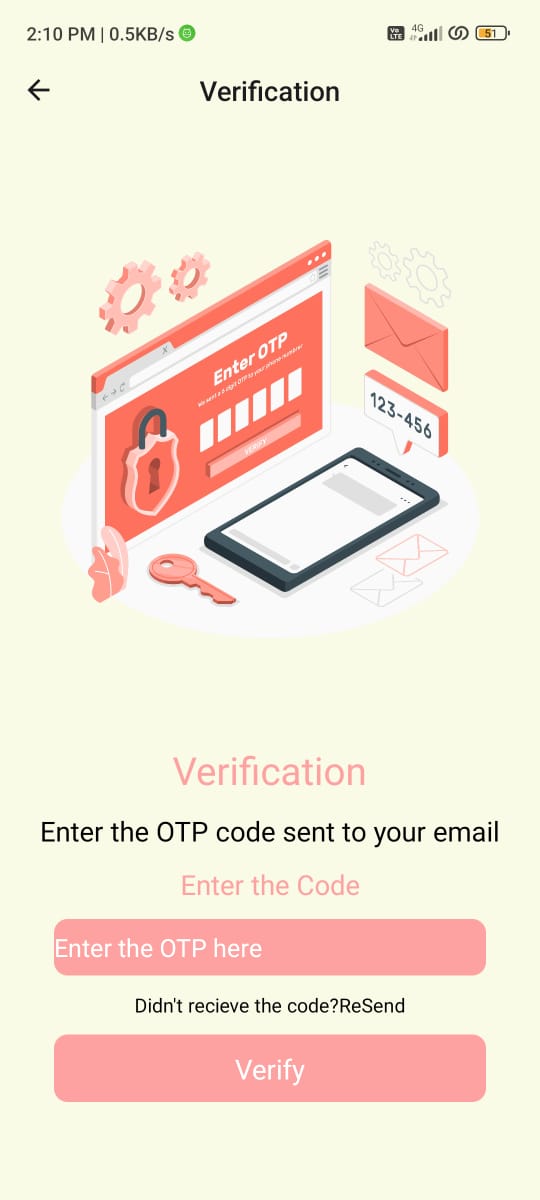 2:10 PM | 0.5KB/s
Vo LTE 4G 51
Verification
Enter OTP
We sent a 6 digit OTP to your phone number
VERIFY
123-456
Verification
Enter the OTP code sent to your email
Enter the Code
Enter the OTP here
Didn't recieve the code?ReSend
Verify